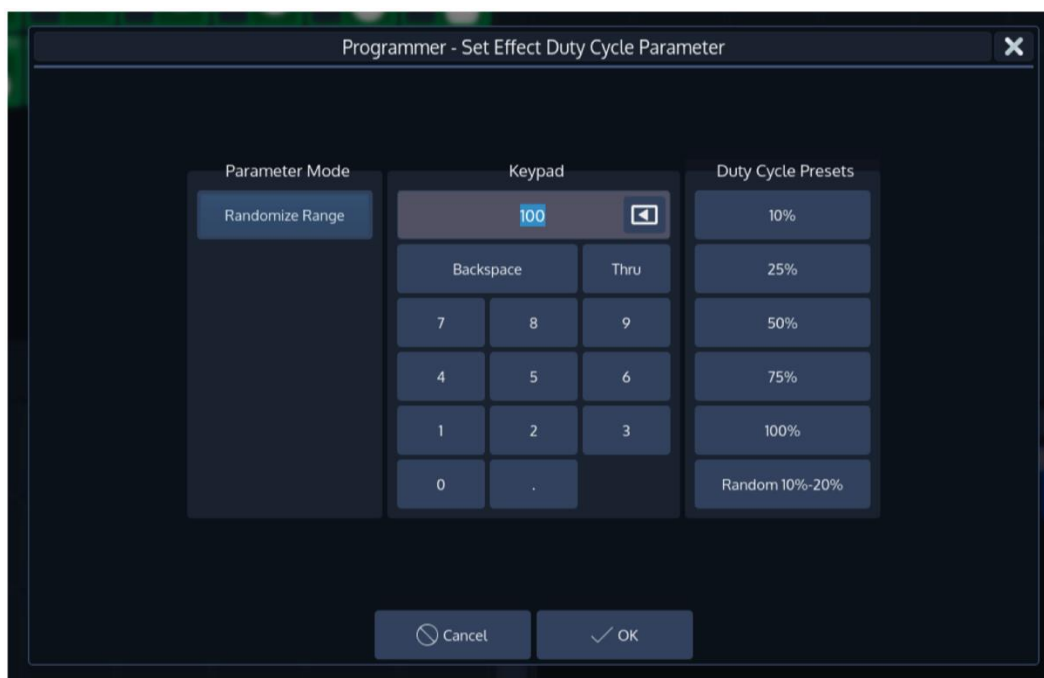 Programmer - Set Effect Duty Cycle Parameter
Parameter Mode
Randomize Range
Keypad
100
Backspace
Thru
7
8
9
4
5
6
1
2
3
0
.
Duty Cycle Presets
10%
25%
50%
75%
100%
Random 10%-20%
Cancel
OK